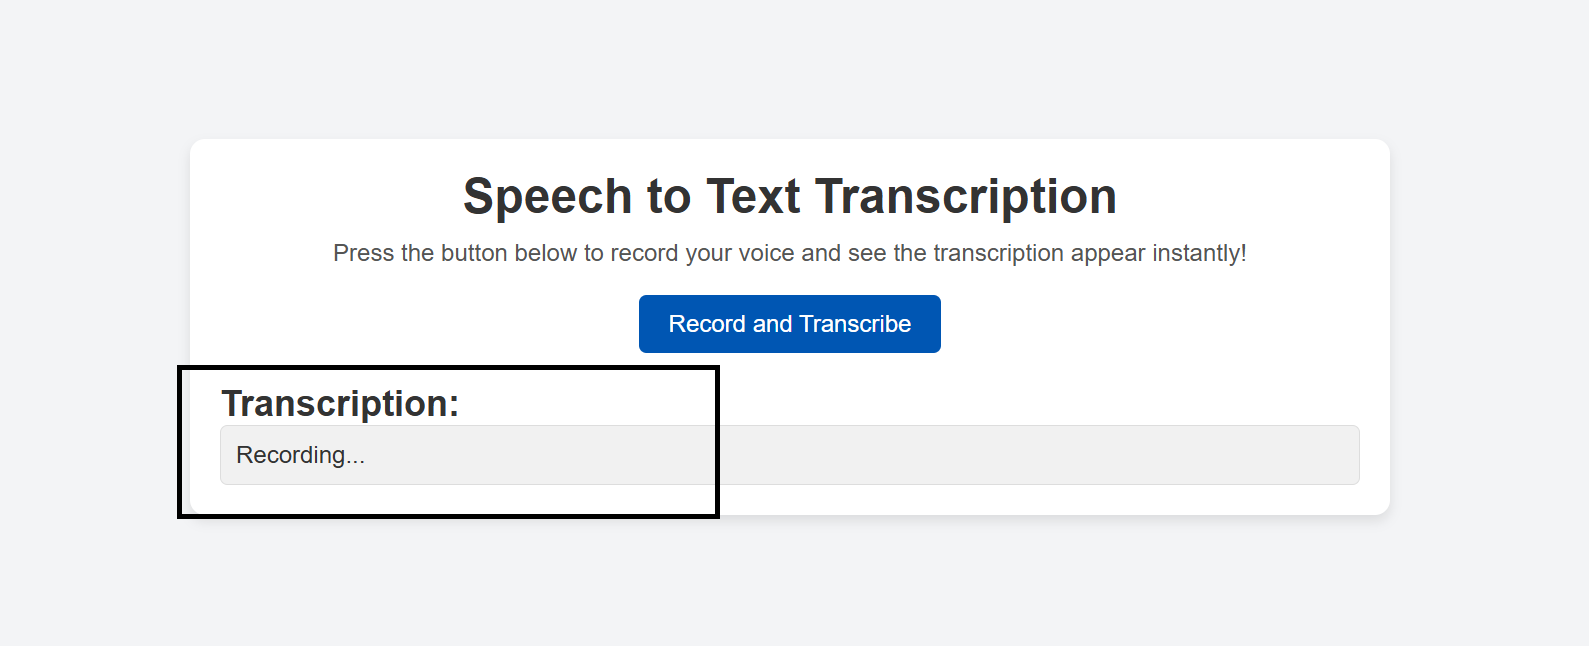 Speech to Text Transcription
Press the button below to record your voice and see the transcription appear instantly!
Record and Transcribe
Transcription:
Recording...